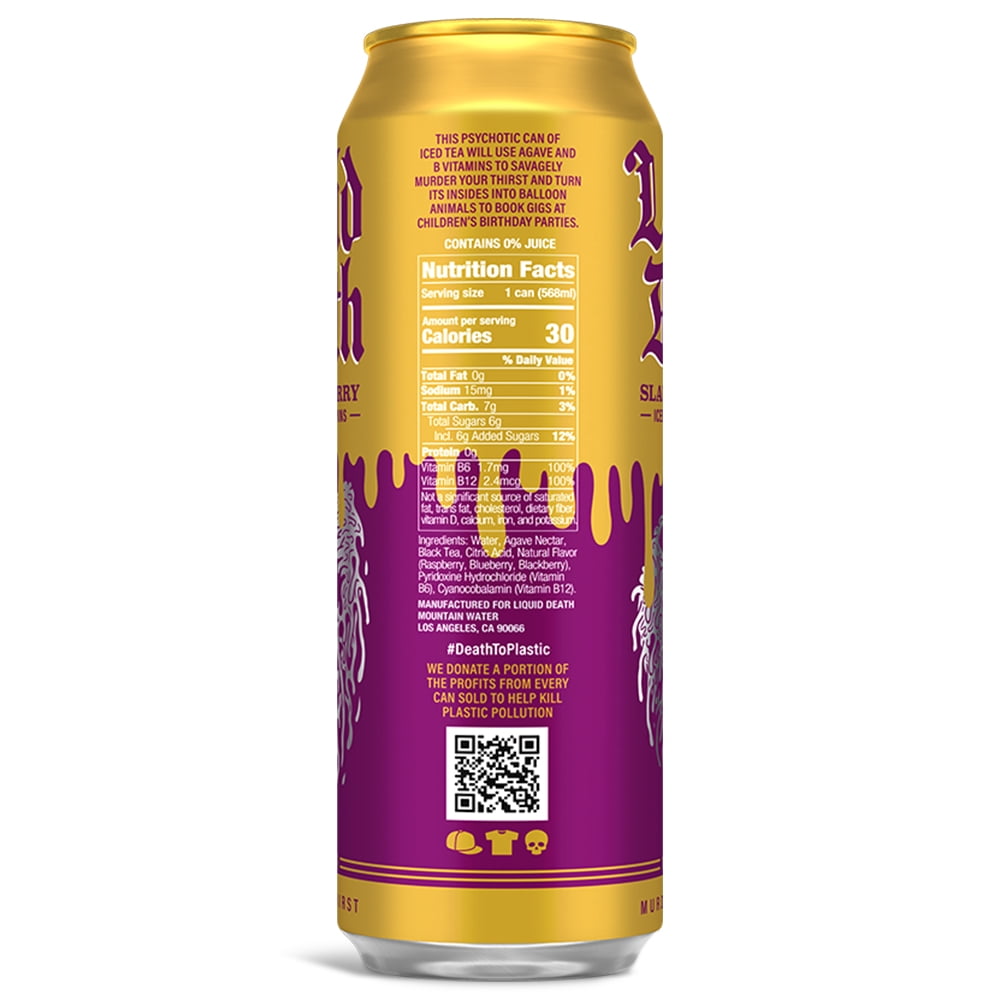 THIS PSYCHOTIC CAN OF
ICED TEA WILL USE AGAVE AND
B VITAMINS TO SAVAGELY
MURDER YOUR THIRST AND TURN
ITS INSIDES INTO BALLOON
ANIMALS TO BOOK GIGS AT
CHILDREN'S BIRTHDAY PARTIES.
CONTAINS 0% JUICE
Nutrition Facts
Serving size 1 can (568ml)
Amount per serving
Calories 30
% Daily Value
Total Fat 0g 0%
Sodium 15mg 1%
Total Carb. 7g 3%
Total Sugars 6g
Incl. 6g Added Sugars 12%
Protein 0g
Vitamin B6 1.7mg 100%
Vitamin B12 2.4mcg 100%
Not a significant source of saturated
fat, trans fat, cholesterol, dietary fiber,
vitamin D, calcium, iron, and potassium.
Ingredients: Water, Agave Nectar,
Black Tea, Citric Acid, Natural Flavor
(Raspberry, Blueberry, Blackberry),
Pyridoxine Hydrochloride (Vitamin
B6), Cyanocobalamin (Vitamin B12).
MANUFACTURED FOR LIQUID DEATH
MOUNTAIN WATER
LOS ANGELES, CA 90066
#DeathToPlastic
WE DONATE A PORTION OF
THE PROFITS FROM EVERY
CAN SOLD TO HELP KILL
PLASTIC POLLUTION